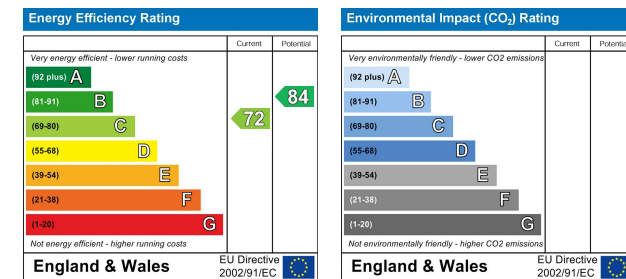 Energy Efficiency Rating
Current Potential
Very energy efficient - lower running costs
(92 plus) A
(81-91) B
84
(69-80) C
72
(55-68) D
(39-54) E
(21-38) F
(1-20) G
Not energy efficient - higher running costs
England & Wales
EU Directive
2002/91/EC
Environmental Impact (CO2) Rating
Current Potential
Very environmentally friendly - lower CO2 emissions
(92 plus) A
(81-91) B
(69-80) C
(55-68) D
(39-54) E
(21-38) F
(1-20) G
Not environmentally friendly - higher CO2 emissions
England & Wales
EU Directive
2002/91/EC